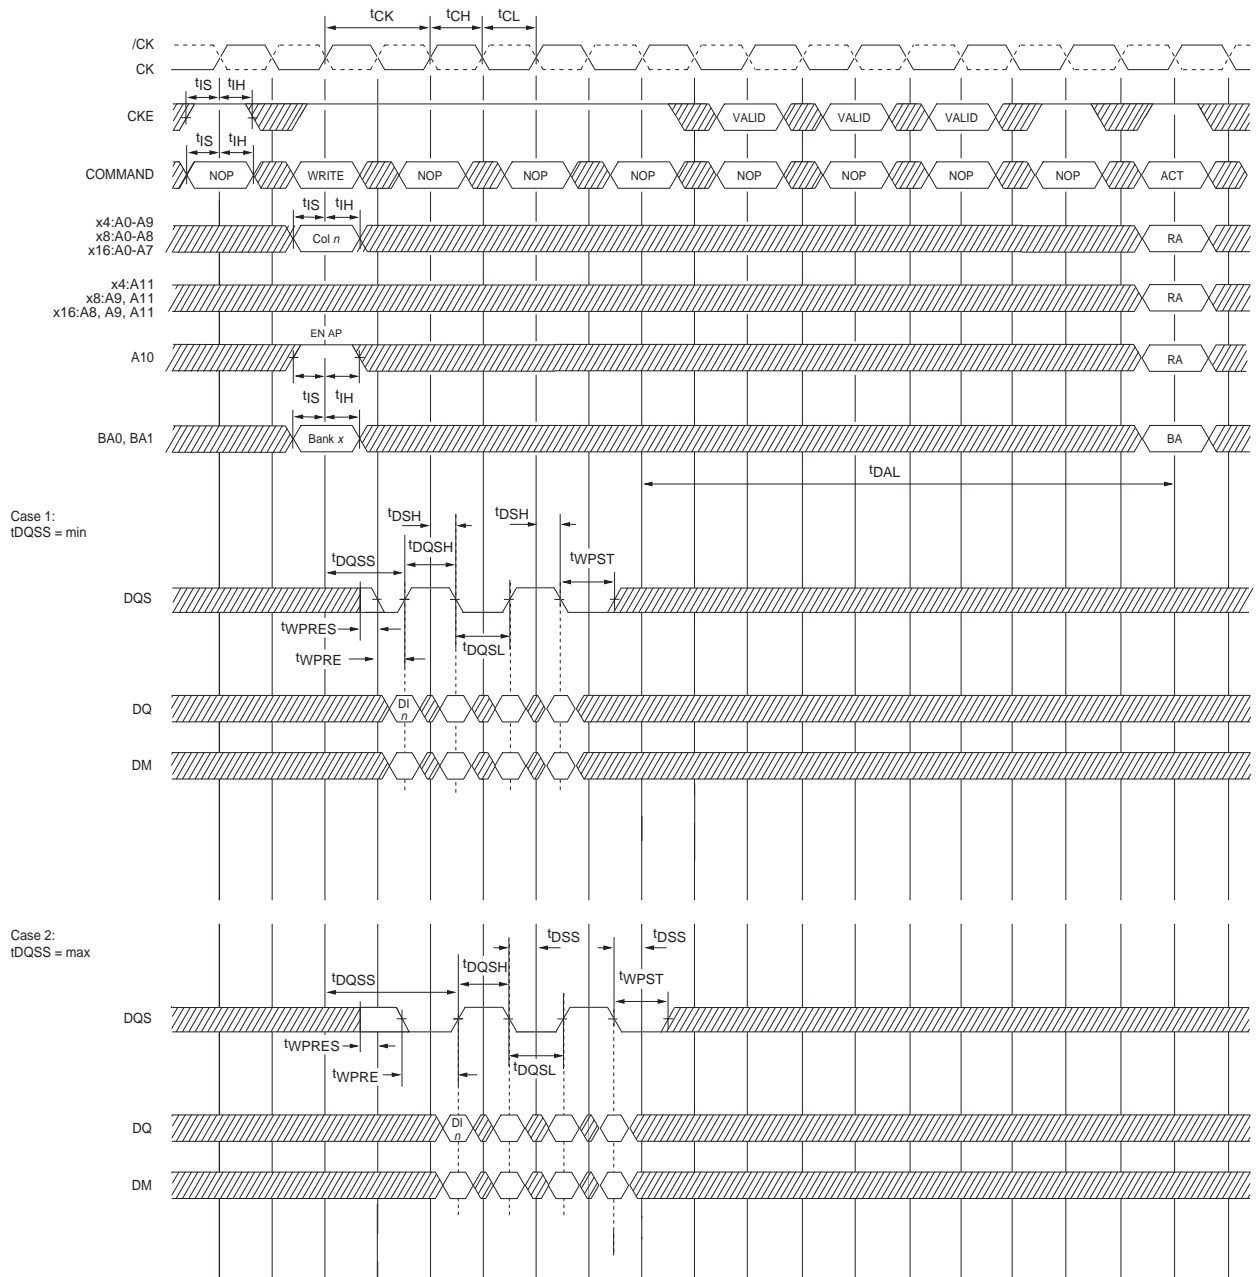 tCK tCH tCL
/CK
CK
tIS tIH
CKE VALID VALID VALID
tIS tIH
COMMAND NOP WRITE NOP NOP NOP NOP NOP NOP NOP ACT
tIS tIH
x4:A0-A9
x8:A0-A8
x16:A0-A7
Col n RA
x4:A11
x8:A9, A11
x16:A8, A9, A11
RA
EN AP
A10 RA
tIS tIH
BA0, BA1 Bank x BA
tDAL
Case 1:
tDQSS = min
tDSH tDSH
tDQSS tDQSH tWPST
DQS
tWPRES
tWPRE tDQSL
DQ DI
n
DM
Case 2:
tDQSS = max
tDSS tDSS
tDQSS tDQSH tWPST
DQS
tWPRES
tWPRE tDQSL
DQ DI
n
DM